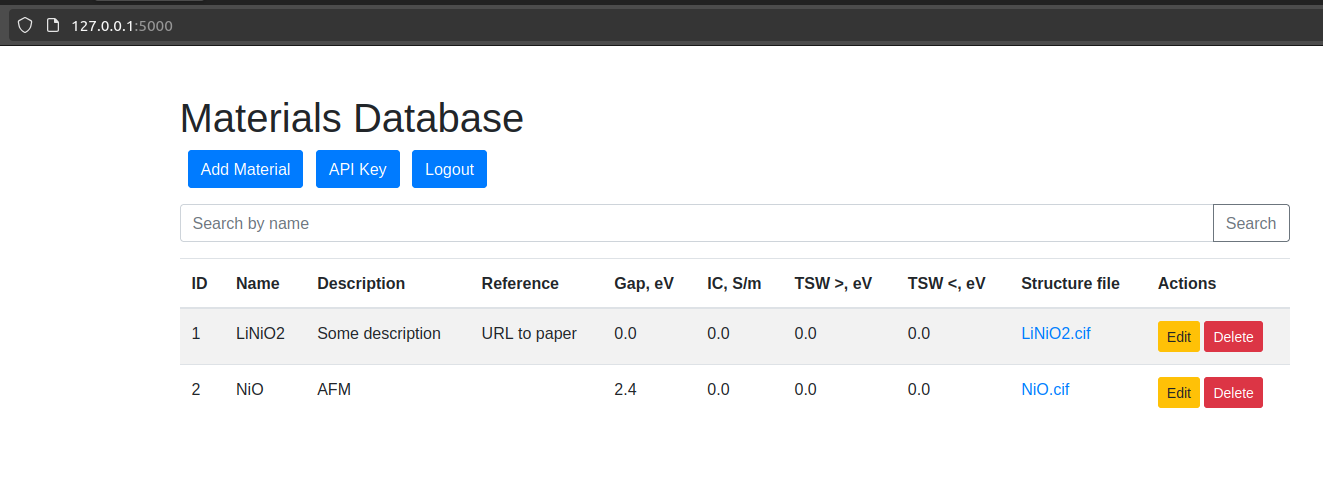 127.0.0.1:5000
Materials Database
Add Material API Key Logout
Search by name Search
ID Name Description Reference Gap, eV IC, S/m TSW >, eV TSW <, eV Structure file Actions
1 LiNiO2 Some description URL to paper 0.0 0.0 0.0 0.0 LiNiO2.cif Edit Delete
2 NiO AFM 2.4 0.0 0.0 0.0 NiO.cif Edit Delete